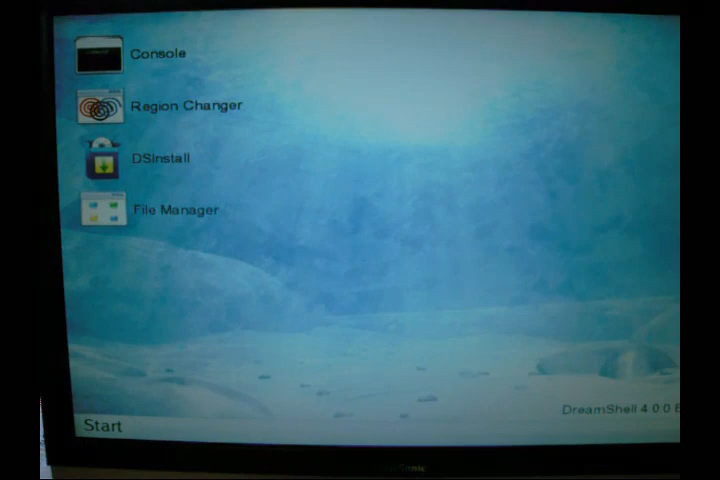 Console
Region Changer
DSInstall
File Manager
DreamShell 4.0.0
Start